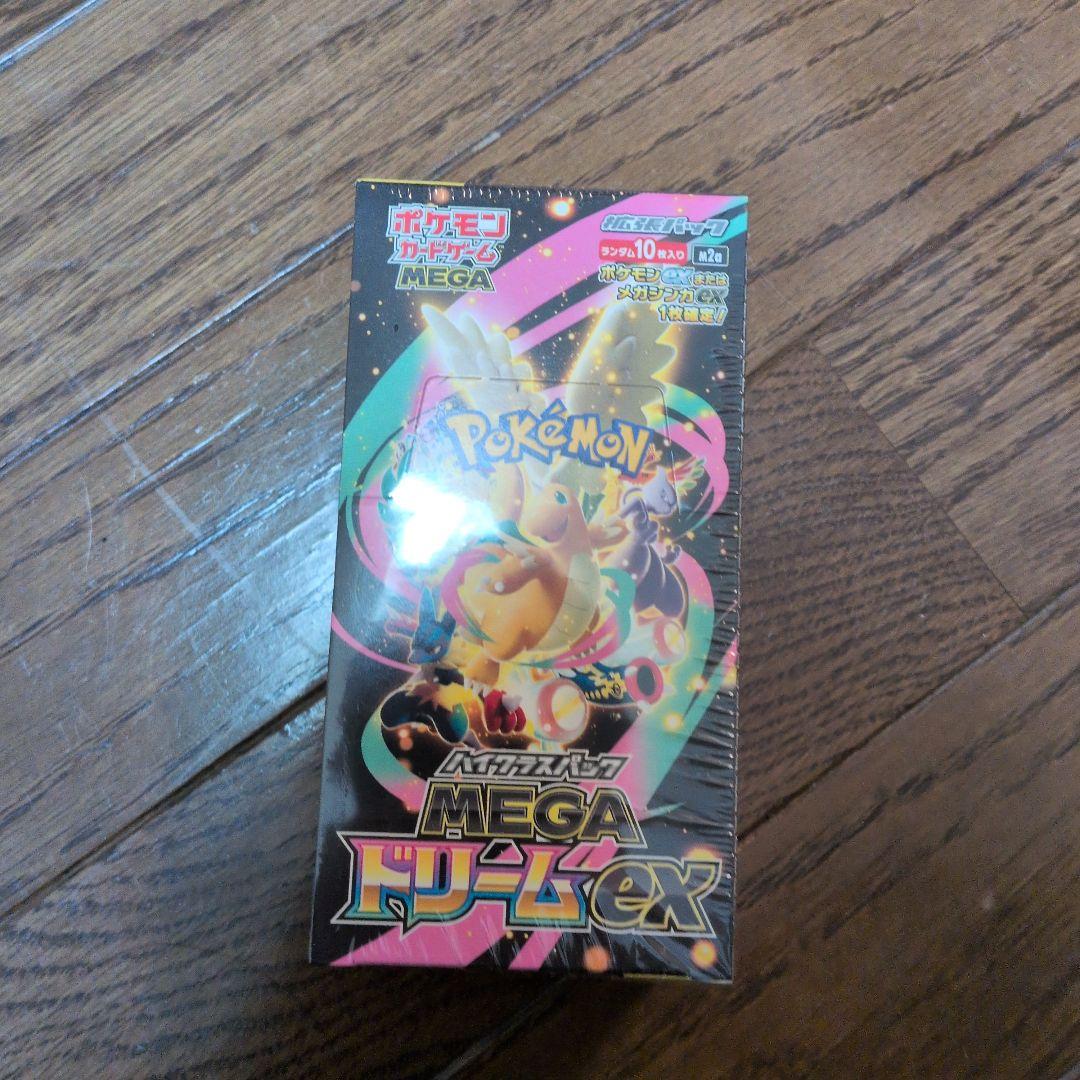 ポケモン
カードゲーム
MEGA
拡張パック
ランダム10枚入り M2a
ポケモンexまたは
メガシンカex
1枚確定!
POKéMON
ハイクラスパック
MEGA
ドリームex